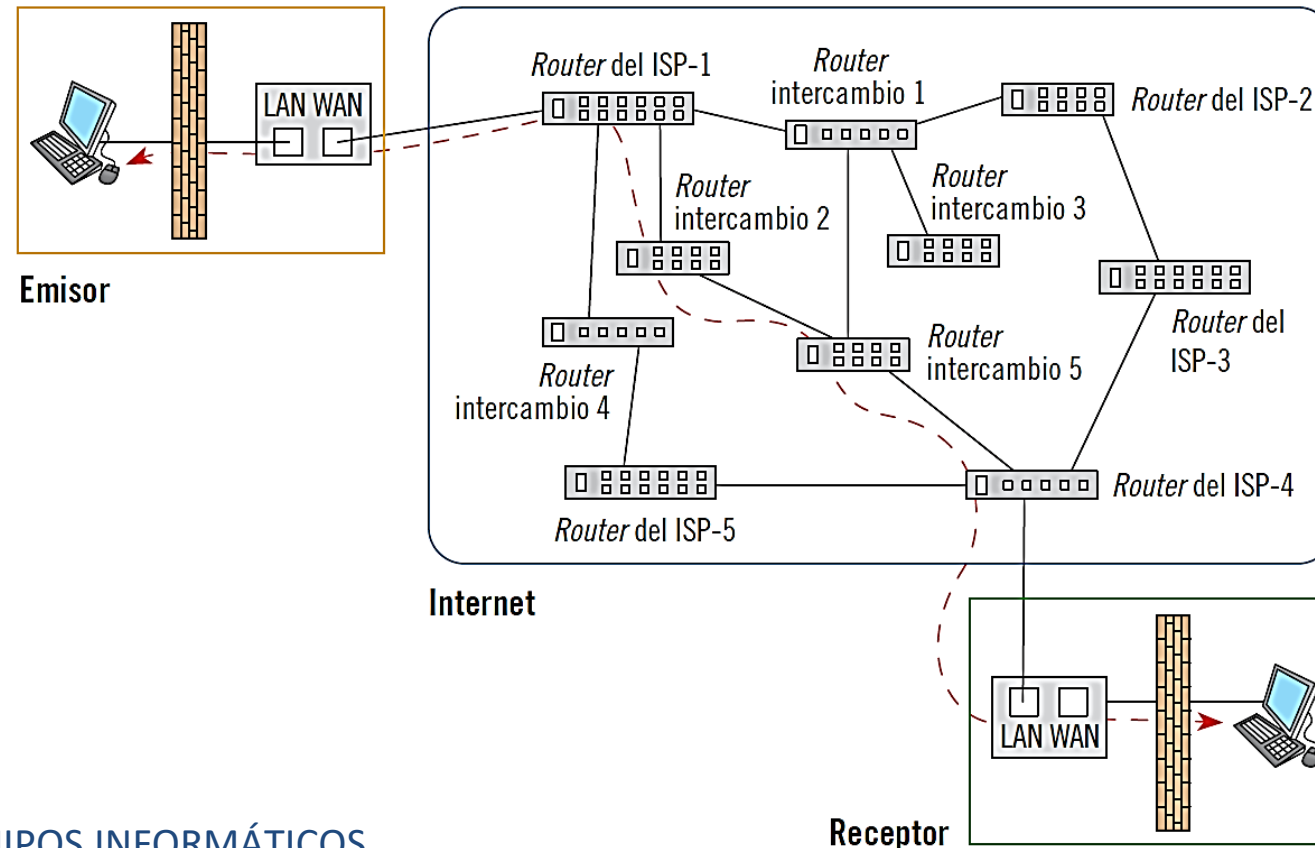 Router del ISP-1
Router
intercambio 1
Router del ISP-2
LAN WAN
Router
intercambio 2
Router
intercambio 3
Emisor
Router del
ISP-3
Router
intercambio 4
Router
intercambio 5
Router del ISP-4
Router del ISP-5
Internet
LAN WAN
Receptor
UIPOS INFORMÁTICOS